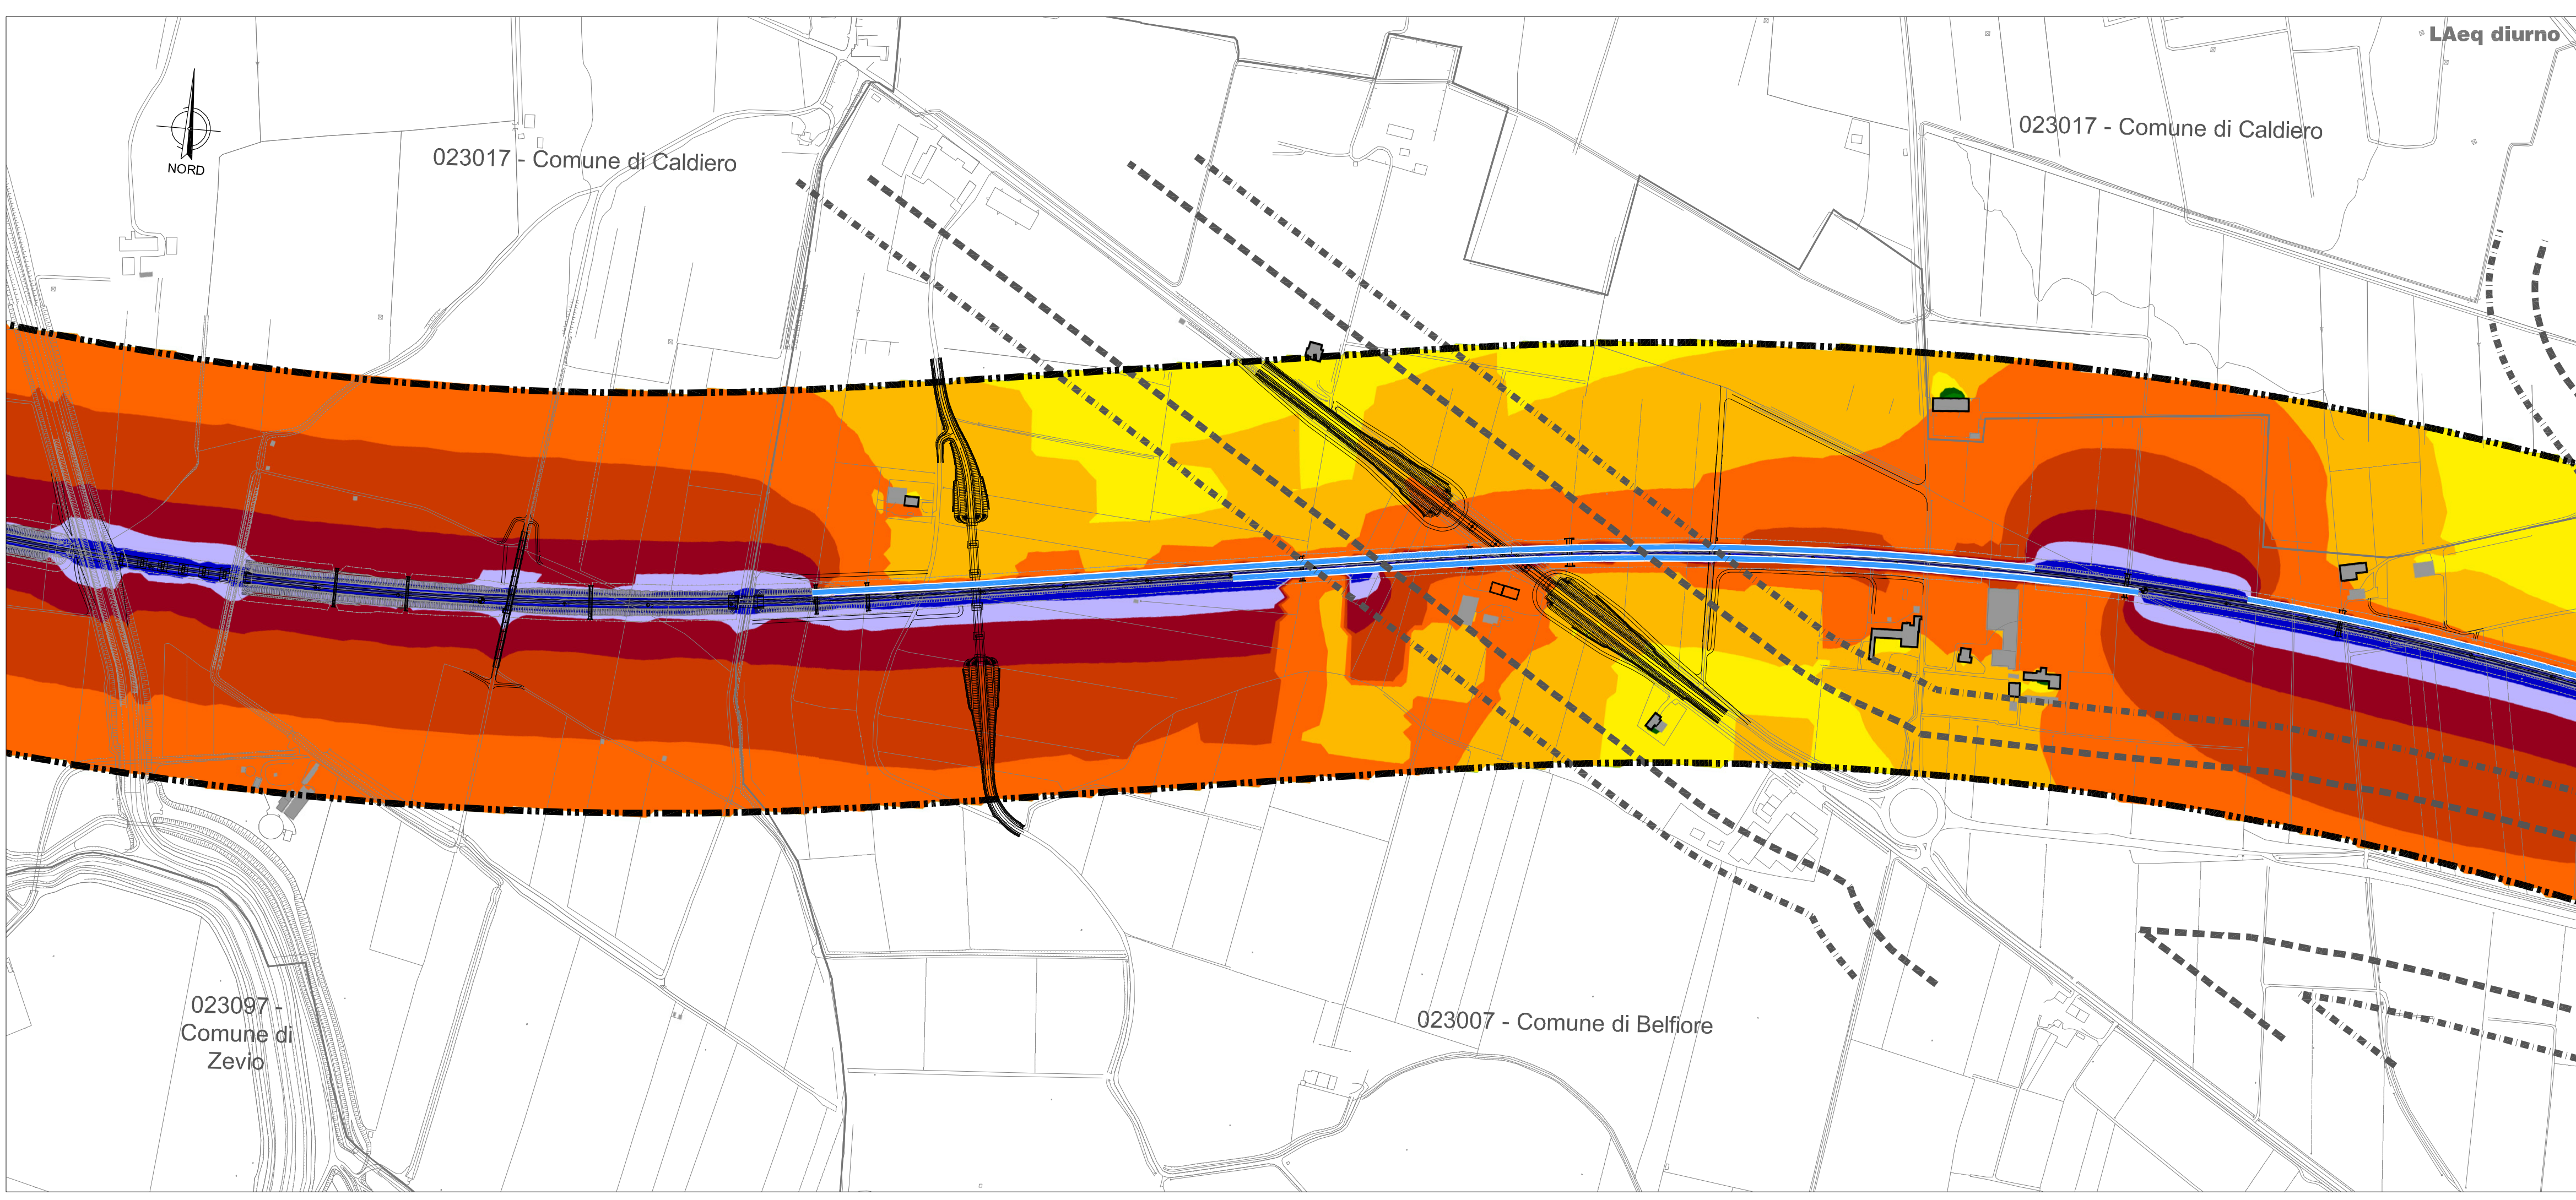 LAeq diurno
023017 - Comune di Caldiero
023017 - Comune di Caldiero
NORD
023097 -
Comune di
Zevio
023007 - Comune di Belfiore